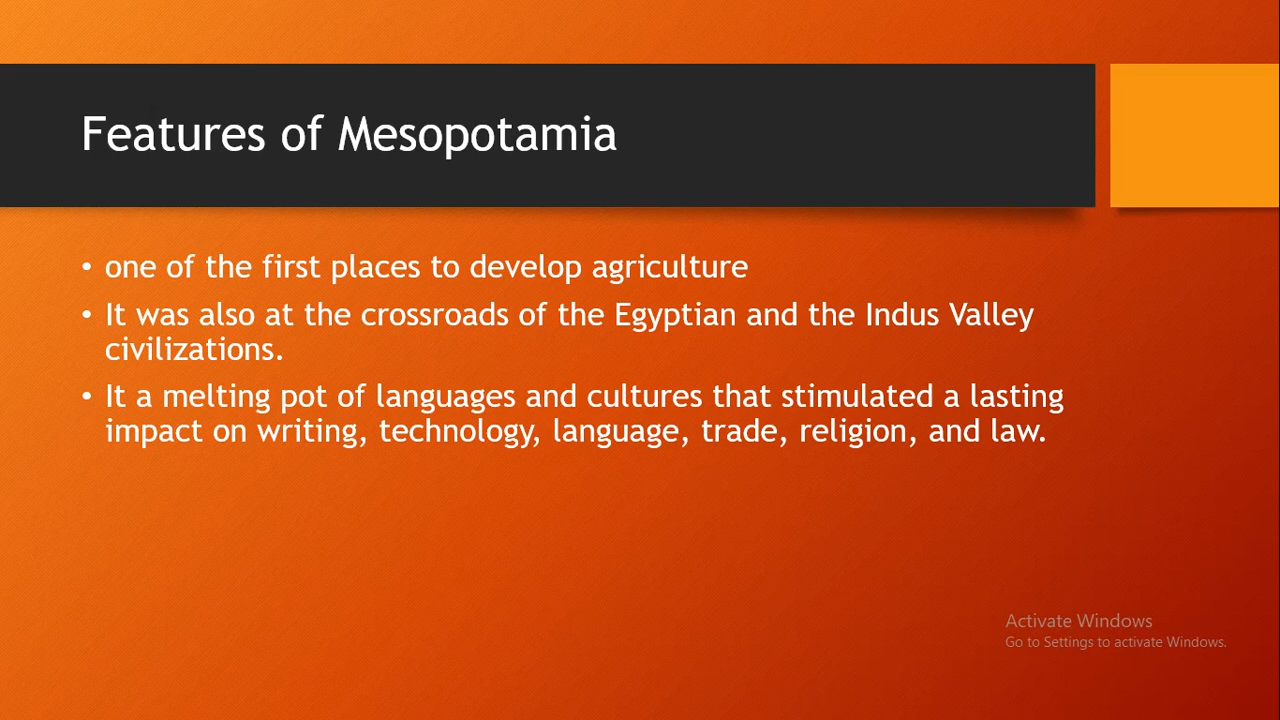 Features of Mesopotamia
• one of the first places to develop agriculture
• It was also at the crossroads of the Egyptian and the Indus Valley
civilizations.
• It a melting pot of languages and cultures that stimulated a lasting
impact on writing, technology, language, trade, religion, and law.
Activate Windows
Go to Settings to activate Windows.